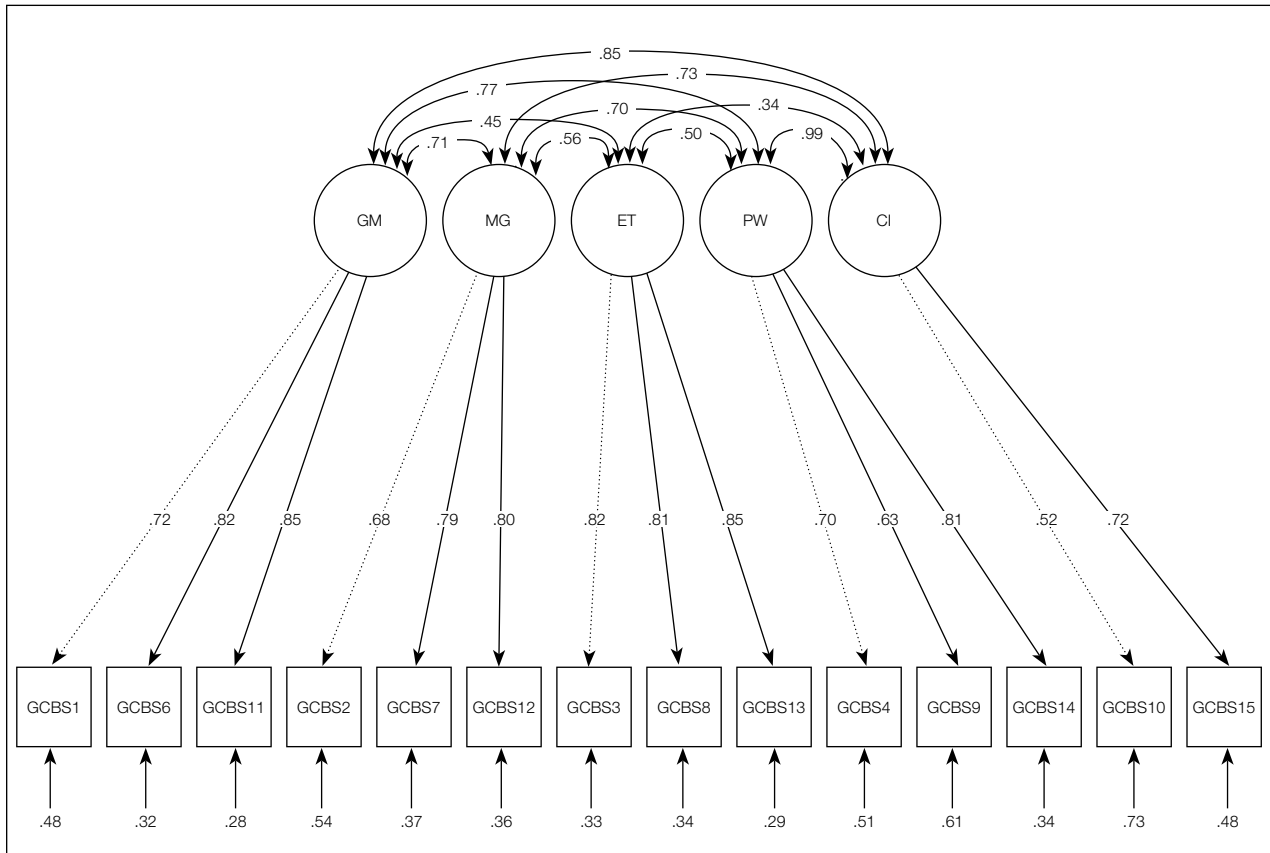 .85
.77 .73
.45 .70 .34
.71 .56 .50 .99
GM MG ET PW CI
.72 .82 .85 .68 .79 .80 .82 .81 .85 .70 .63 .81 .52 .72
GCBS1 GCBS6 GCBS11 GCBS2 GCBS7 GCBS12 GCBS3 GCBS8 GCBS13 GCBS4 GCBS9 GCBS14 GCBS10 GCBS15
.48 .32 .28 .54 .37 .36 .33 .34 .29 .51 .61 .34 .73 .48